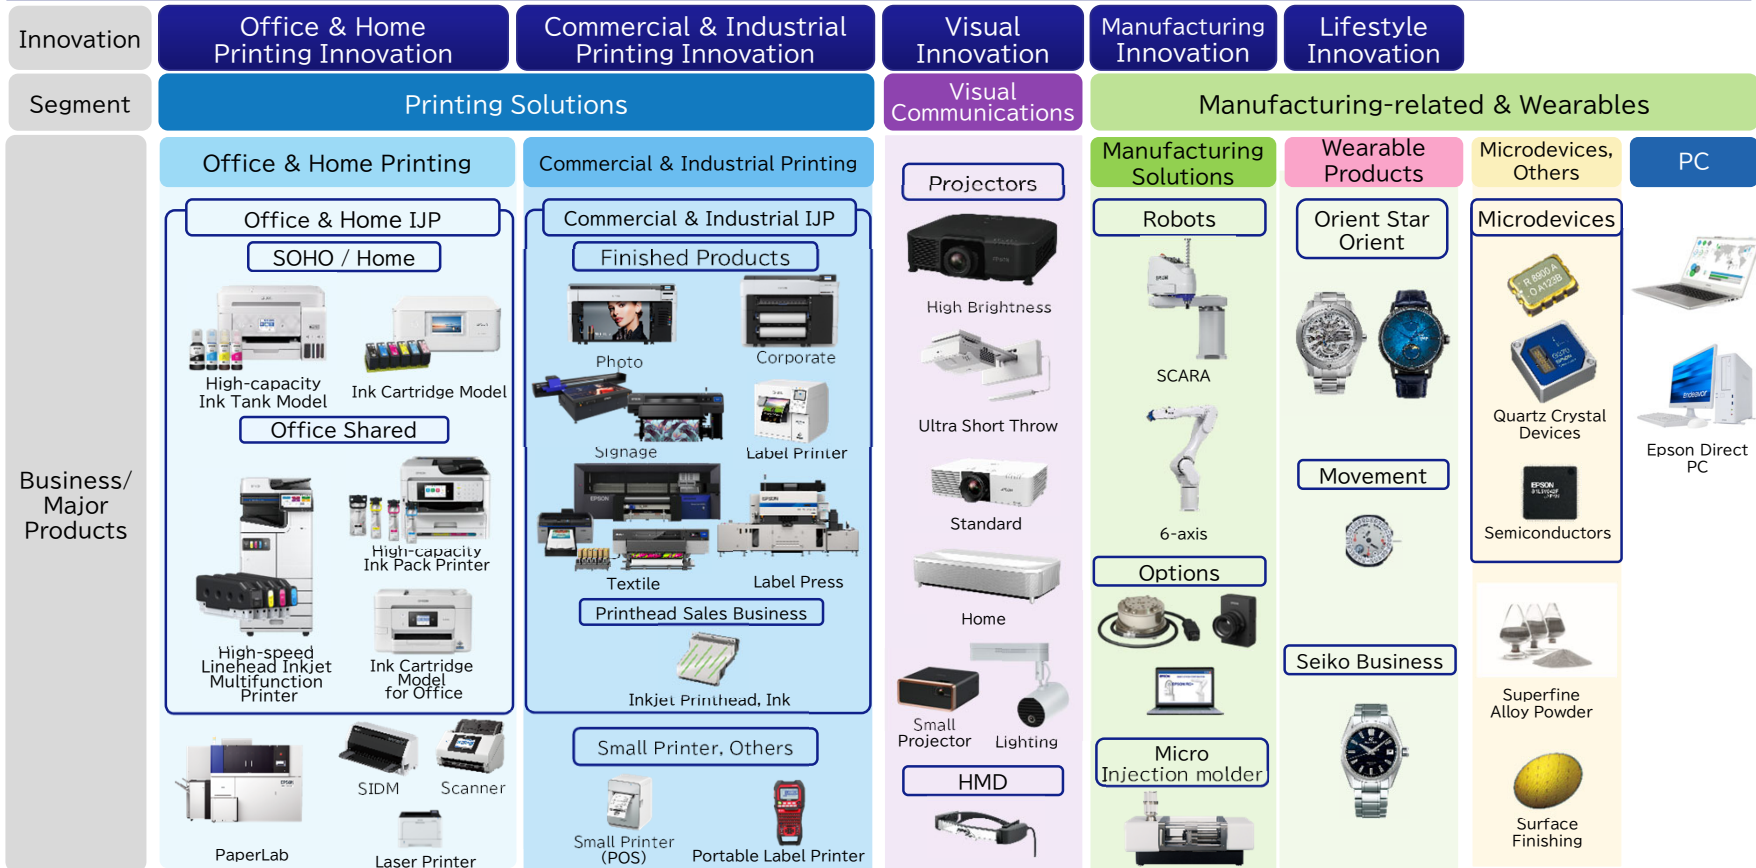 Innovation
Office & Home
Printing Innovation
Commercial & Industrial
Printing Innovation
Visual
Innovation
Manufacturing
Innovation
Lifestyle
Innovation
Segment
Printing Solutions
Visual
Communications
Manufacturing-related & Wearables
Business/
Major
Products
Office & Home Printing
Office & Home IJP
SOHO / Home
High-capacity
Ink Tank Model
Ink Cartridge Model
Office Shared
High-capacity
Ink Pack Printer
High-speed
Linehead Inkjet
Multifunction
Printer
Ink Cartridge
Model
for Office
PaperLab
SIDM
Scanner
Laser Printer
Commercial & Industrial Printing
Commercial & Industrial IJP
Finished Products
Photo
Corporate
Signage
Label Printer
EPSON
EPSON
Textile
Label Press
Printhead Sales Business
Inkjet Printhead, Ink
Small Printer, Others
Small Printer
(POS)
Portable Label Printer
Projectors
High Brightness
Ultra Short Throw
Standard
Home
Small
Projector
Lighting
HMD
Manufacturing
Solutions
Robots
SCARA
6-axis
Options
Micro
Injection molder
Wearable
Products
Orient Star
Orient
Movement
Seiko Business
Microdevices,
Others
Microdevices
R 8900 A
O A123B
Quartz Crystal
Devices
EPSON
Semiconductors
Superfine
Alloy Powder
Surface
Finishing
PC
Endeavor
Epson Direct
PC